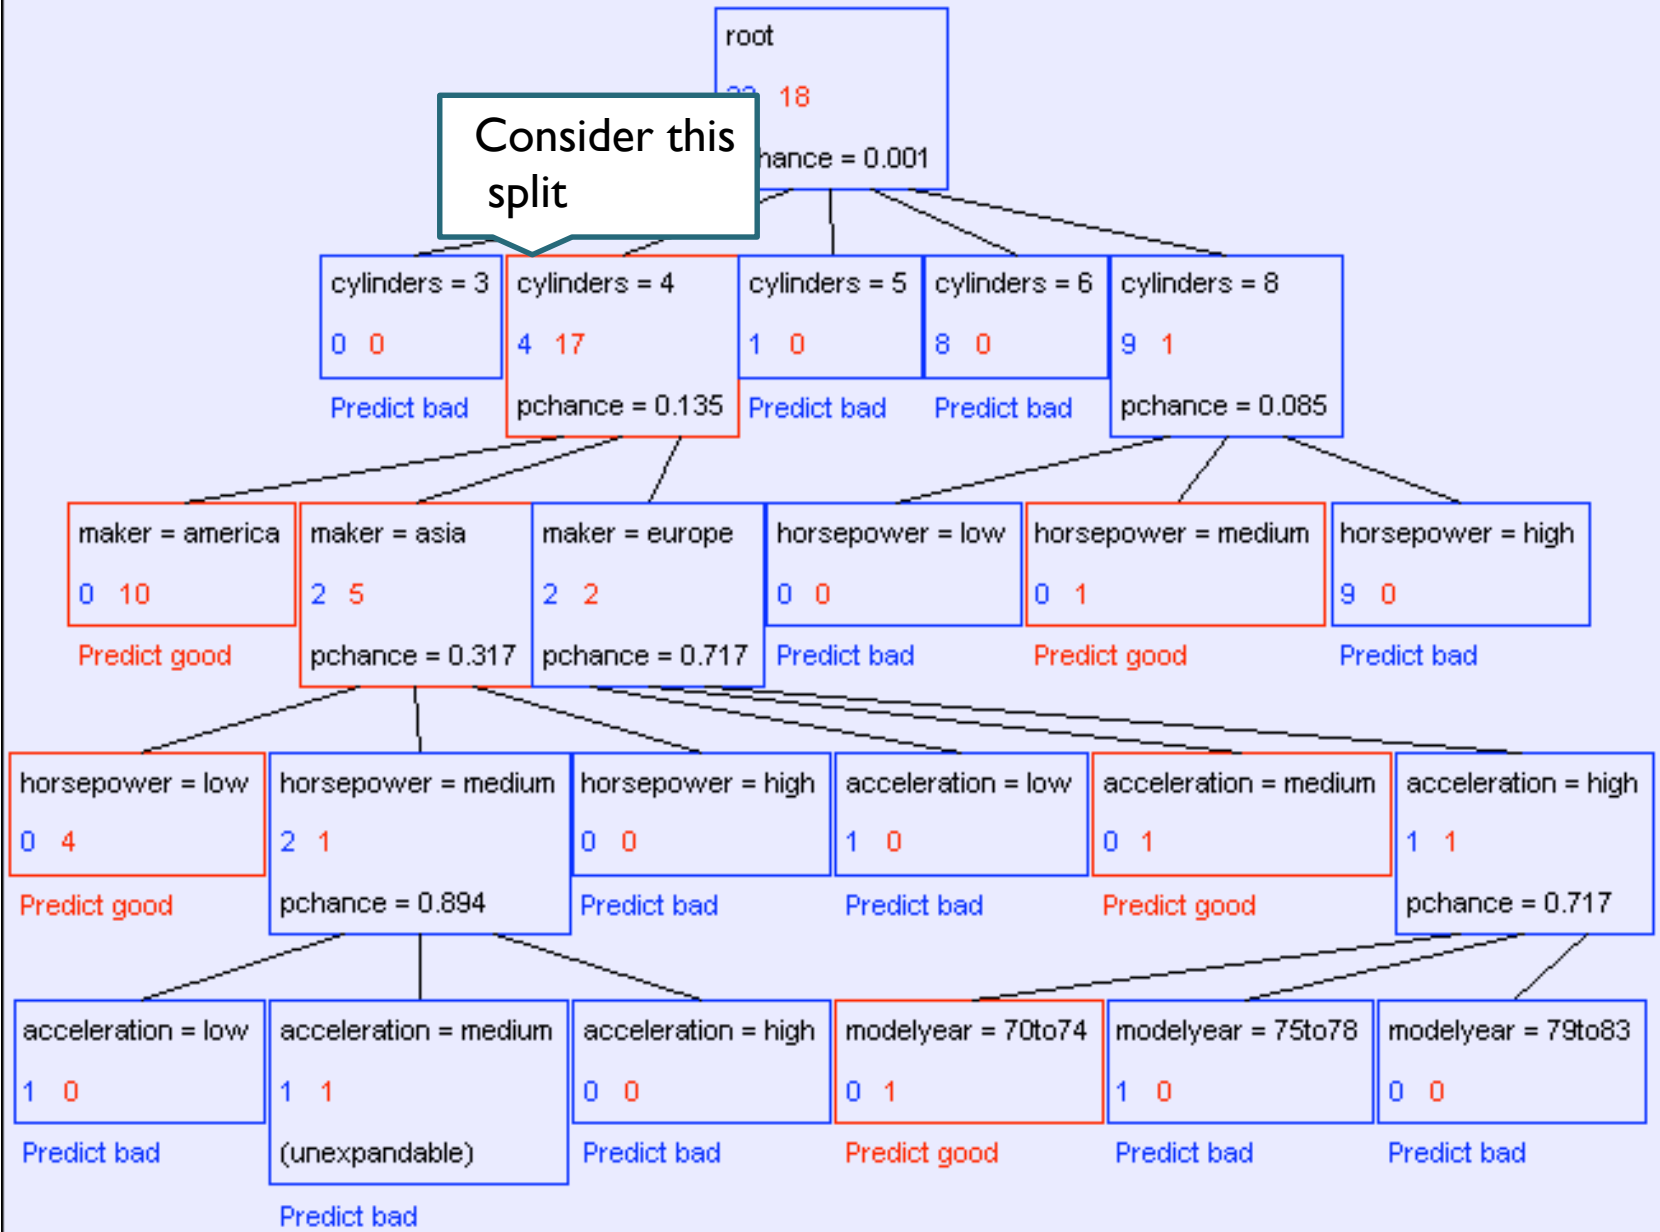 root
18
Consider this
split
hance = 0.001
cylinders = 3 cylinders = 4 cylinders = 5 cylinders = 6 cylinders = 8
0 0 4 17 1 0 8 0 9 1
Predict bad pchance = 0.135 Predict bad Predict bad pchance = 0.085
maker = america maker = asia maker = europe horsepower = low horsepower = medium horsepower = high
0 10 2 5 2 2 0 0 0 1 9 0
Predict good pchance = 0.317 pchance = 0.717 Predict bad Predict good Predict bad
horsepower = low horsepower = medium horsepower = high acceleration = low acceleration = medium acceleration = high
0 4 2 1 0 0 1 0 0 1 1 1
Predict good pchance = 0.894 Predict bad Predict bad Predict good pchance = 0.717
acceleration = low acceleration = medium acceleration = high modelyear = 70to74 modelyear = 75to78 modelyear = 79to83
1 0 1 1 0 0 0 1 1 0 0 0
Predict bad (unexpandable) Predict bad Predict good Predict bad Predict bad
Predict bad